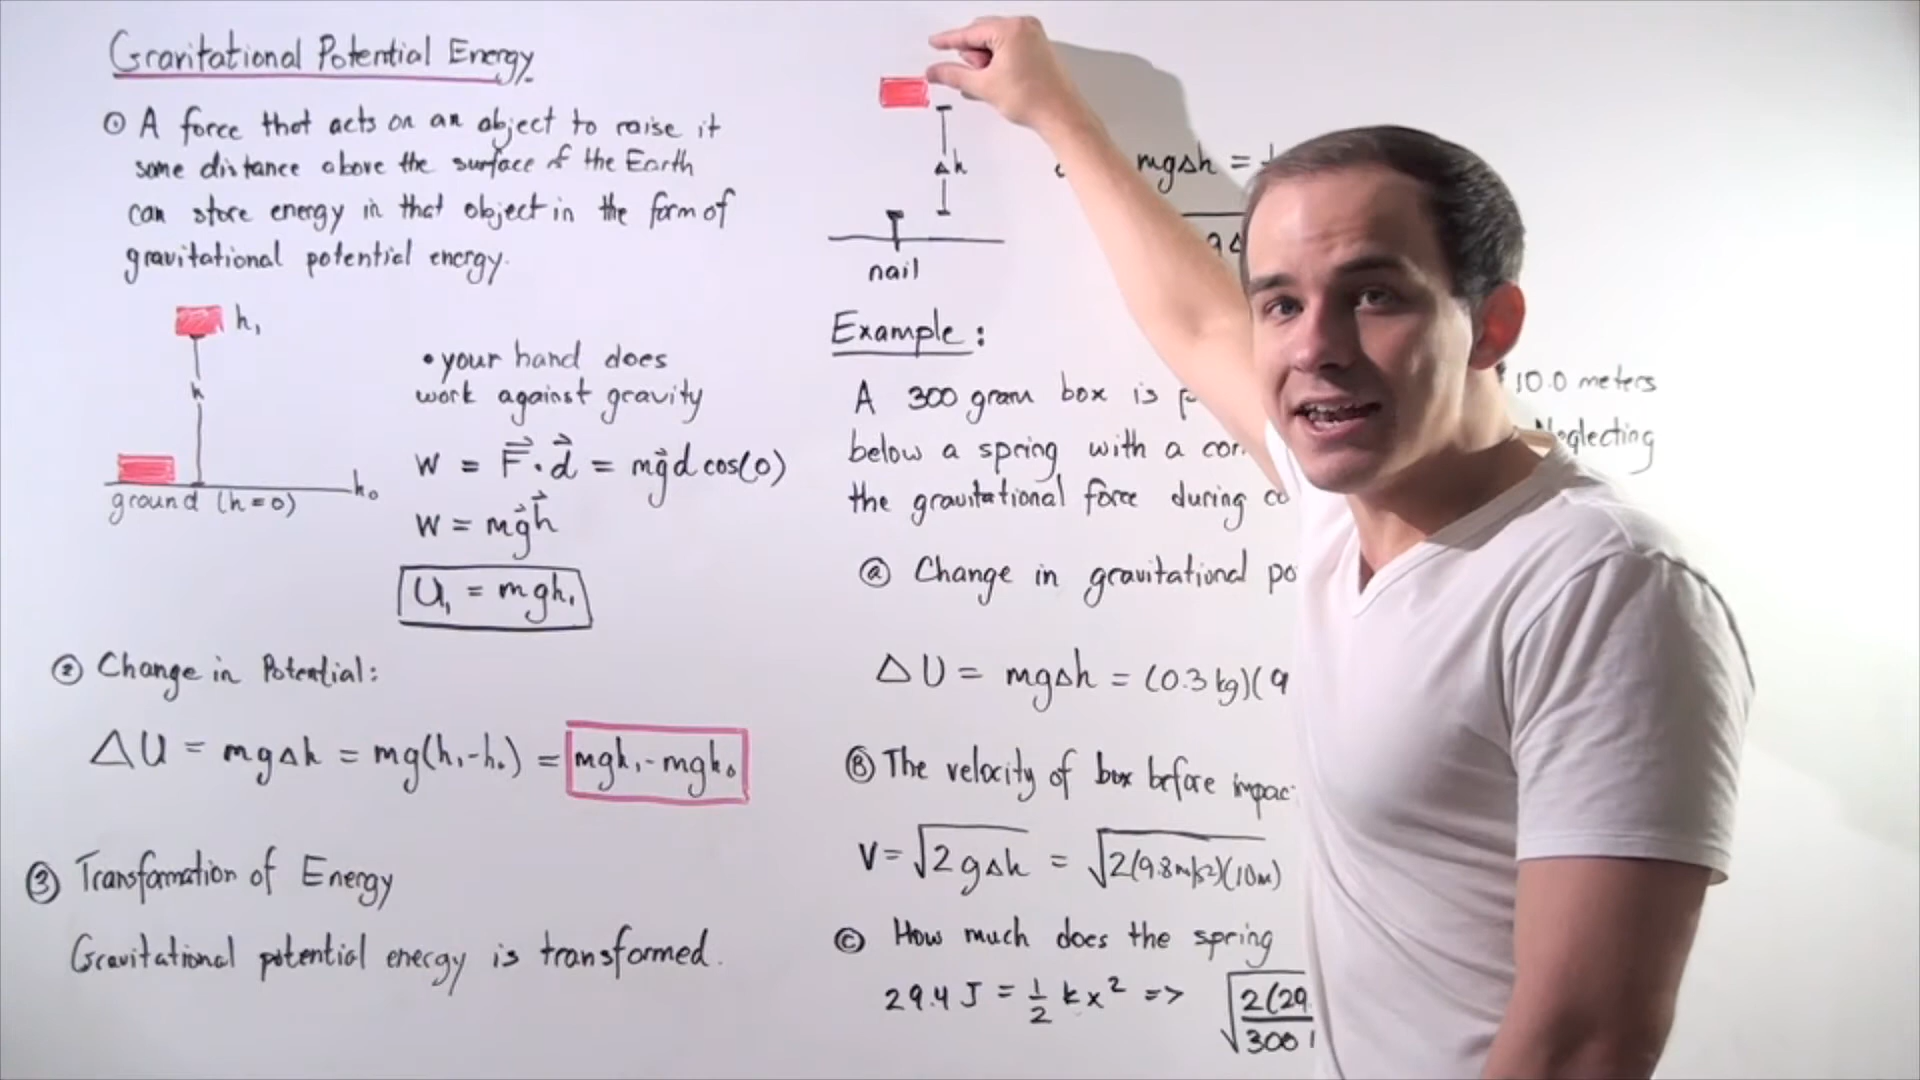 Gravitational Potential Energy
① A force that acts on an object to raise it
some distance above the surface of the Earth
can store energy in that object in the form of
gravitational potential energy.
h₁
h
ground (h=0)
h₀
• your hand does
work against gravity
W = F⃗ · d⃗ = mg⃗d cos(0)
W = mg⃗h⃗
U₁ = mgh₁
② Change in Potential:
ΔU = mgΔh = mg(h₁-h₀) = mgh₁-mgh₀
③ Transformation of Energy
Gravitational potential energy is transformed.
Δh
nail
mgΔh =
Example:
A 300 gram box is 10.0 meters
below a spring with a Neglecting
the gravitational force during
ⓐ Change in gravitational
ΔU = mgΔh = (0.3 kg)(9
Ⓑ The velocity of box before impac
V = √2gΔh = √2(9.8m/s2)(10m)
Ⓒ How much does the spring
29.4 J = ½ kx² => √2(29 / 300